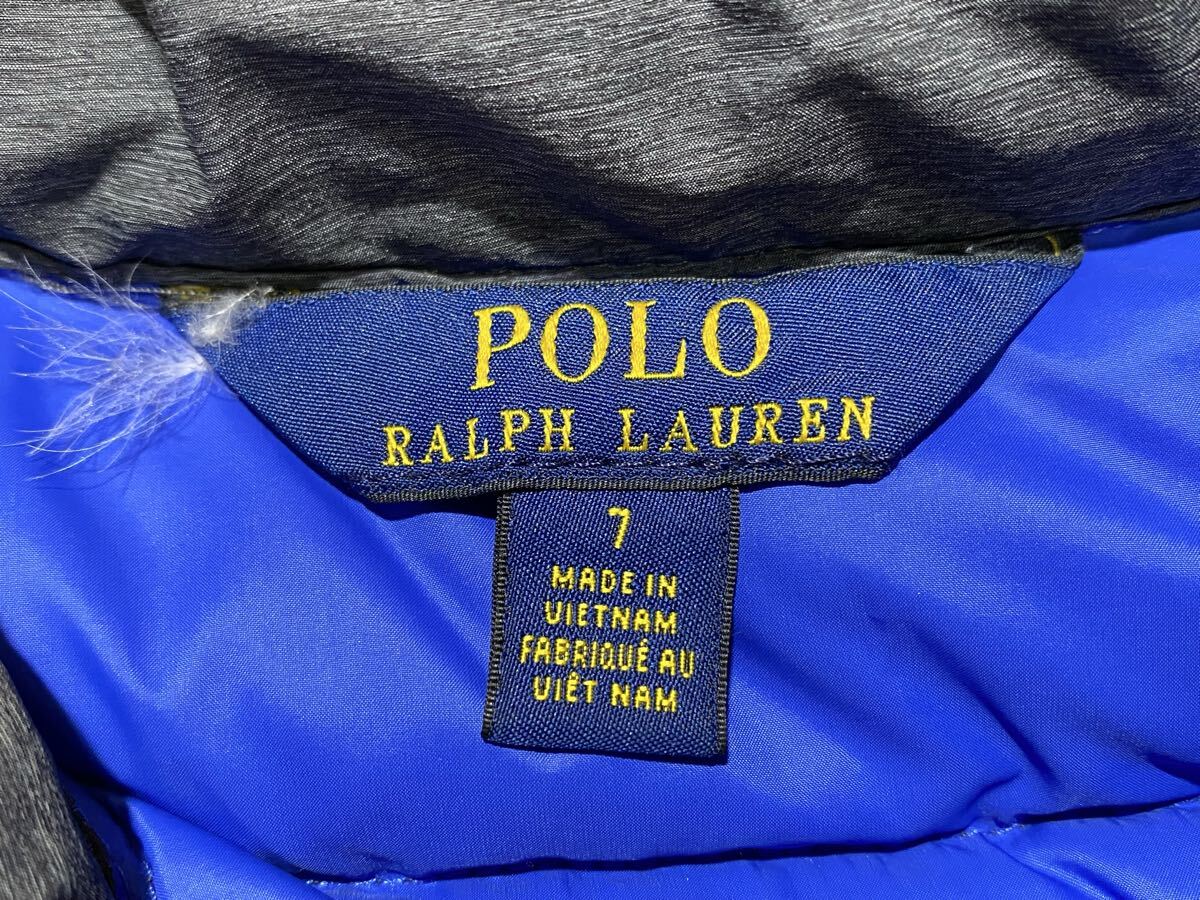 POLO
RALPH LAUREN
7
MADE IN
VIETNAM
FABRIQUÉ AU
VIÊT NAM